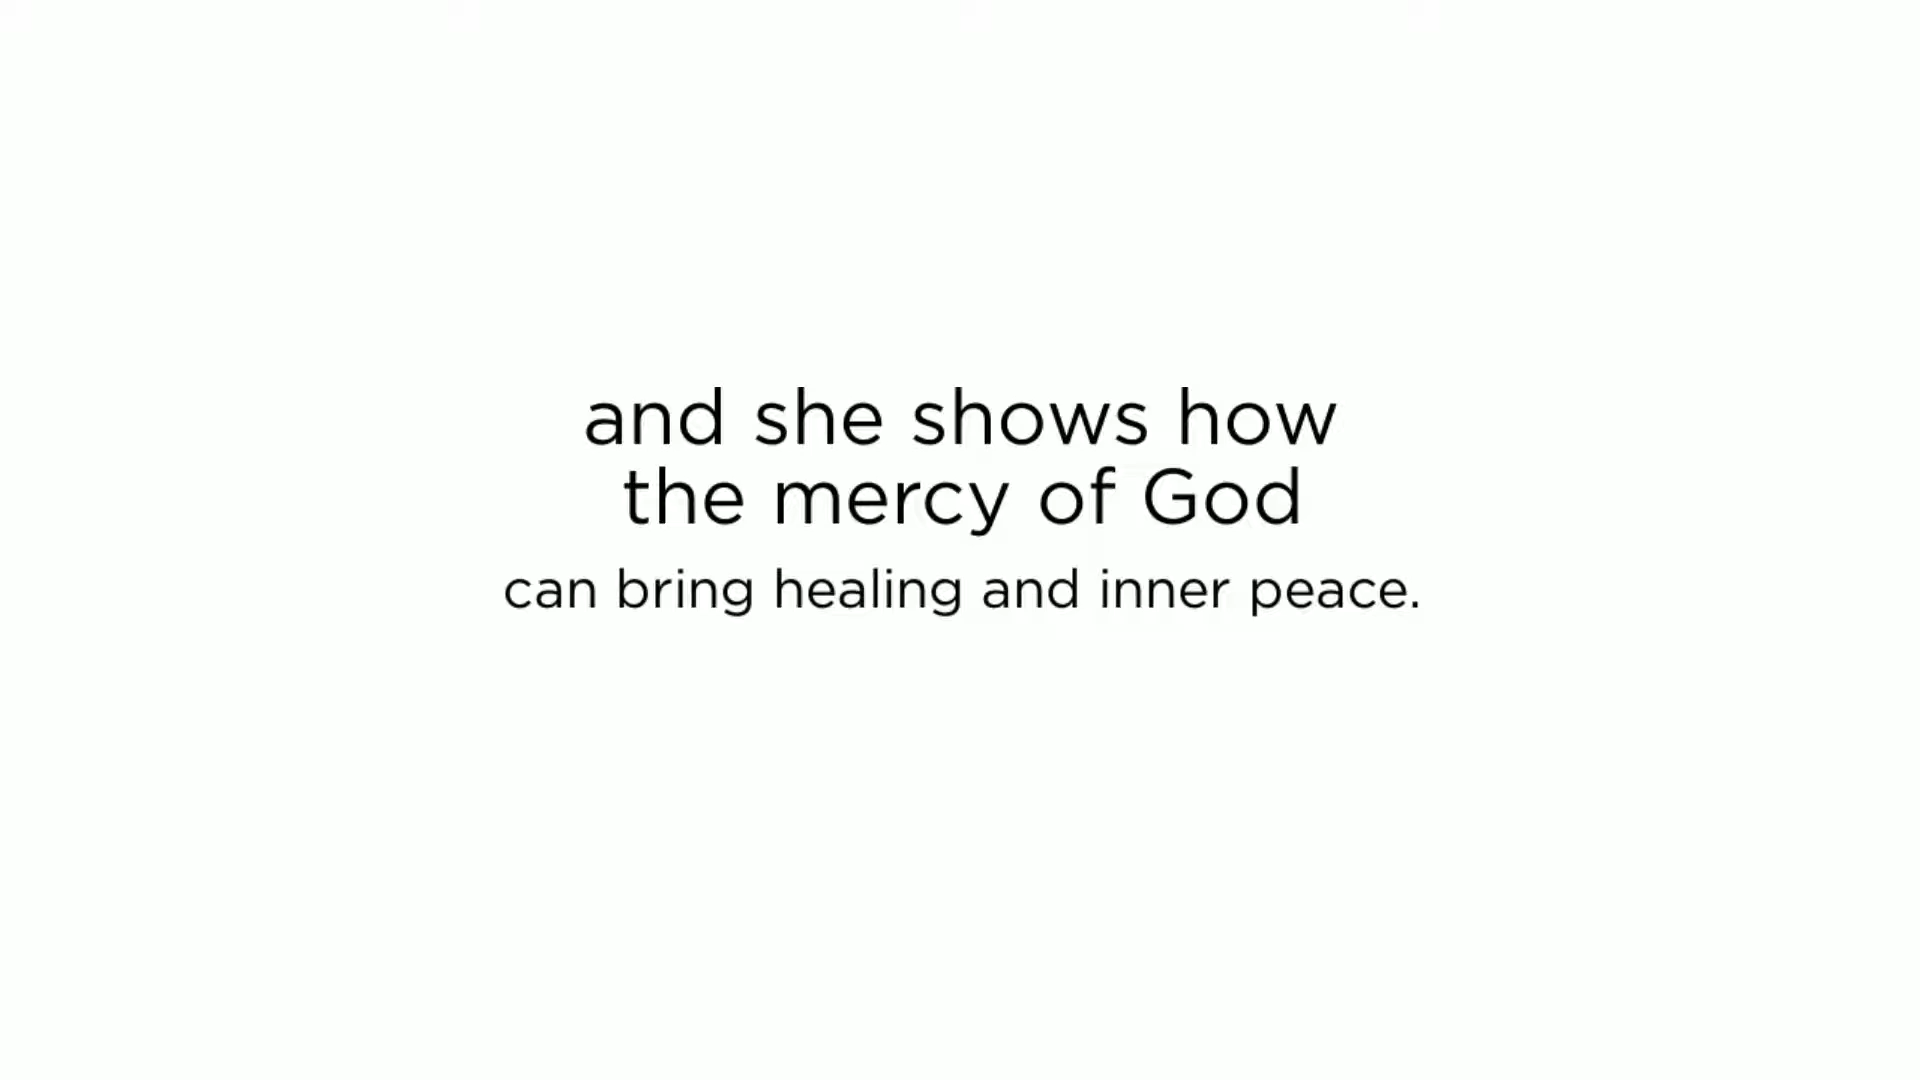 and she shows how
the mercy of God
can bring healing and inner peace.